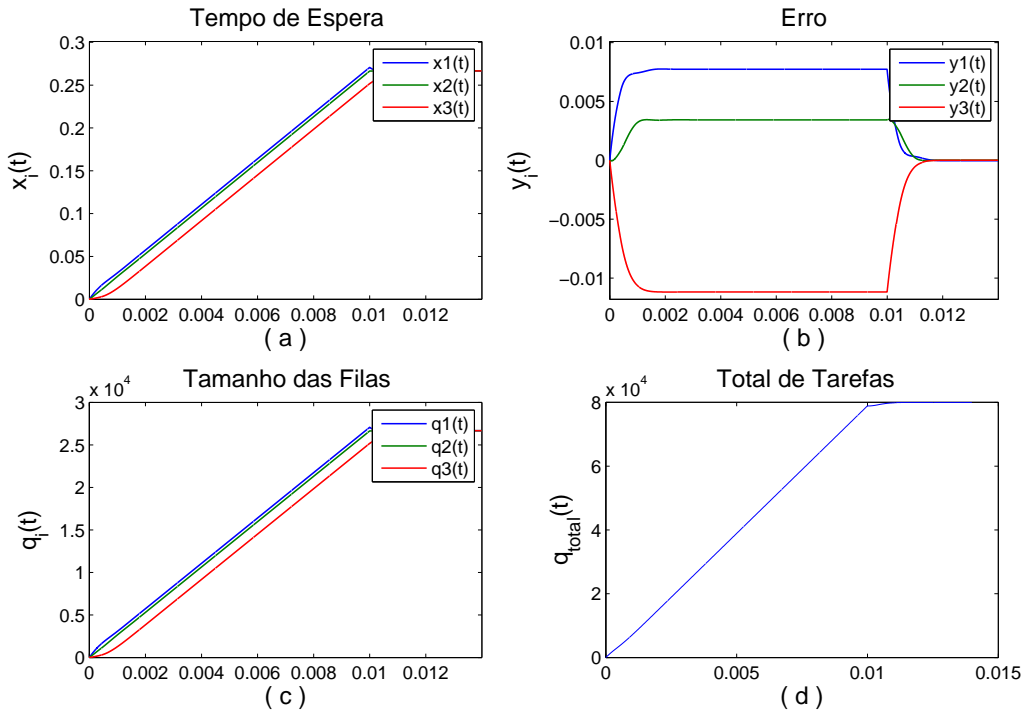 Tempo de Espera
x_i(t)
0.3
0.25
0.2
0.15
0.1
0.05
0
x1(t)
x2(t)
x3(t)
0 0.002 0.004 0.006 0.008 0.01 0.012
( a )
Erro
y_i(t)
0.01
0.005
0
−0.005
−0.01
y1(t)
y2(t)
y3(t)
0 0.002 0.004 0.006 0.008 0.01 0.012
( b )
Tamanho das Filas
x 10^4
q_i(t)
3
2.5
2
1.5
1
0.5
0
q1(t)
q2(t)
q3(t)
0 0.002 0.004 0.006 0.008 0.01 0.012
( c )
Total de Tarefas
x 10^4
q_total(t)
8
6
4
2
0
0 0.005 0.01 0.015
( d )